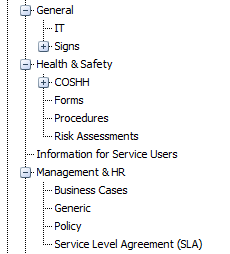 General
IT
Signs
Health & Safety
COSHH
Forms
Procedures
Risk Assessments
Information for Service Users
Management & HR
Business Cases
Generic
Policy
Service Level Agreement (SLA)